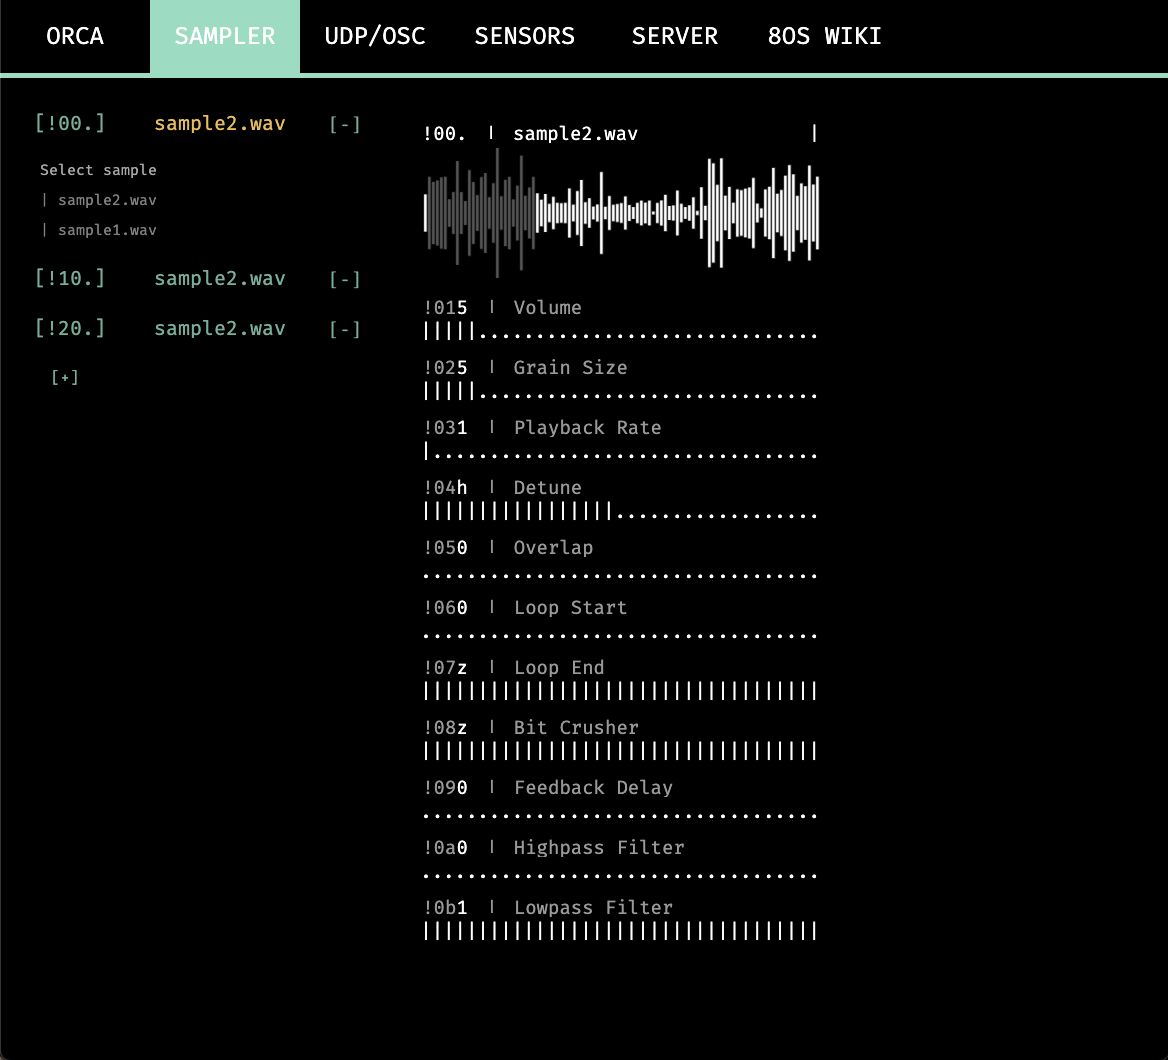 ORCA SAMPLER UDP/OSC SENSORS SERVER 8OS WIKI
[!00.] sample2.wav [-]
Select sample
| sample2.wav
| sample1.wav
[!10.] sample2.wav [-]
[!20.] sample2.wav [-]
[+]
!00. | sample2.wav |
!015 | Volume
|||||...............................
!025 | Grain Size
|||||...............................
!031 | Playback Rate
|...................................
!04h | Detune
|||||||||||||||||..................
!050 | Overlap
...................................
!060 | Loop Start
...................................
!07z | Loop End
|||||||||||||||||||||||||||||||||||
!08z | Bit Crusher
|||||||||||||||||||||||||||||||||||
!090 | Feedback Delay
...................................
!0a0 | Highpass Filter
...................................
!0b1 | Lowpass Filter
|||||||||||||||||||||||||||||||||||